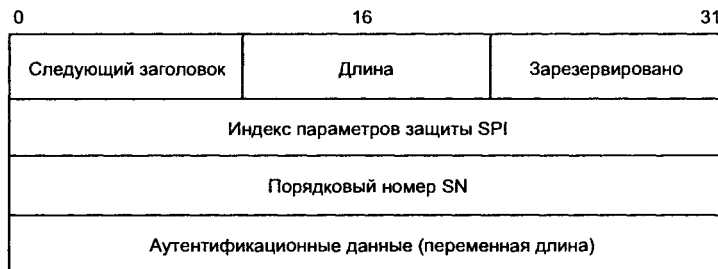 0 16 31
Следующий заголовок Длина Зарезервировано
Индекс параметров защиты SPI
Порядковый номер SN
Аутентификационные данные (переменная длина)